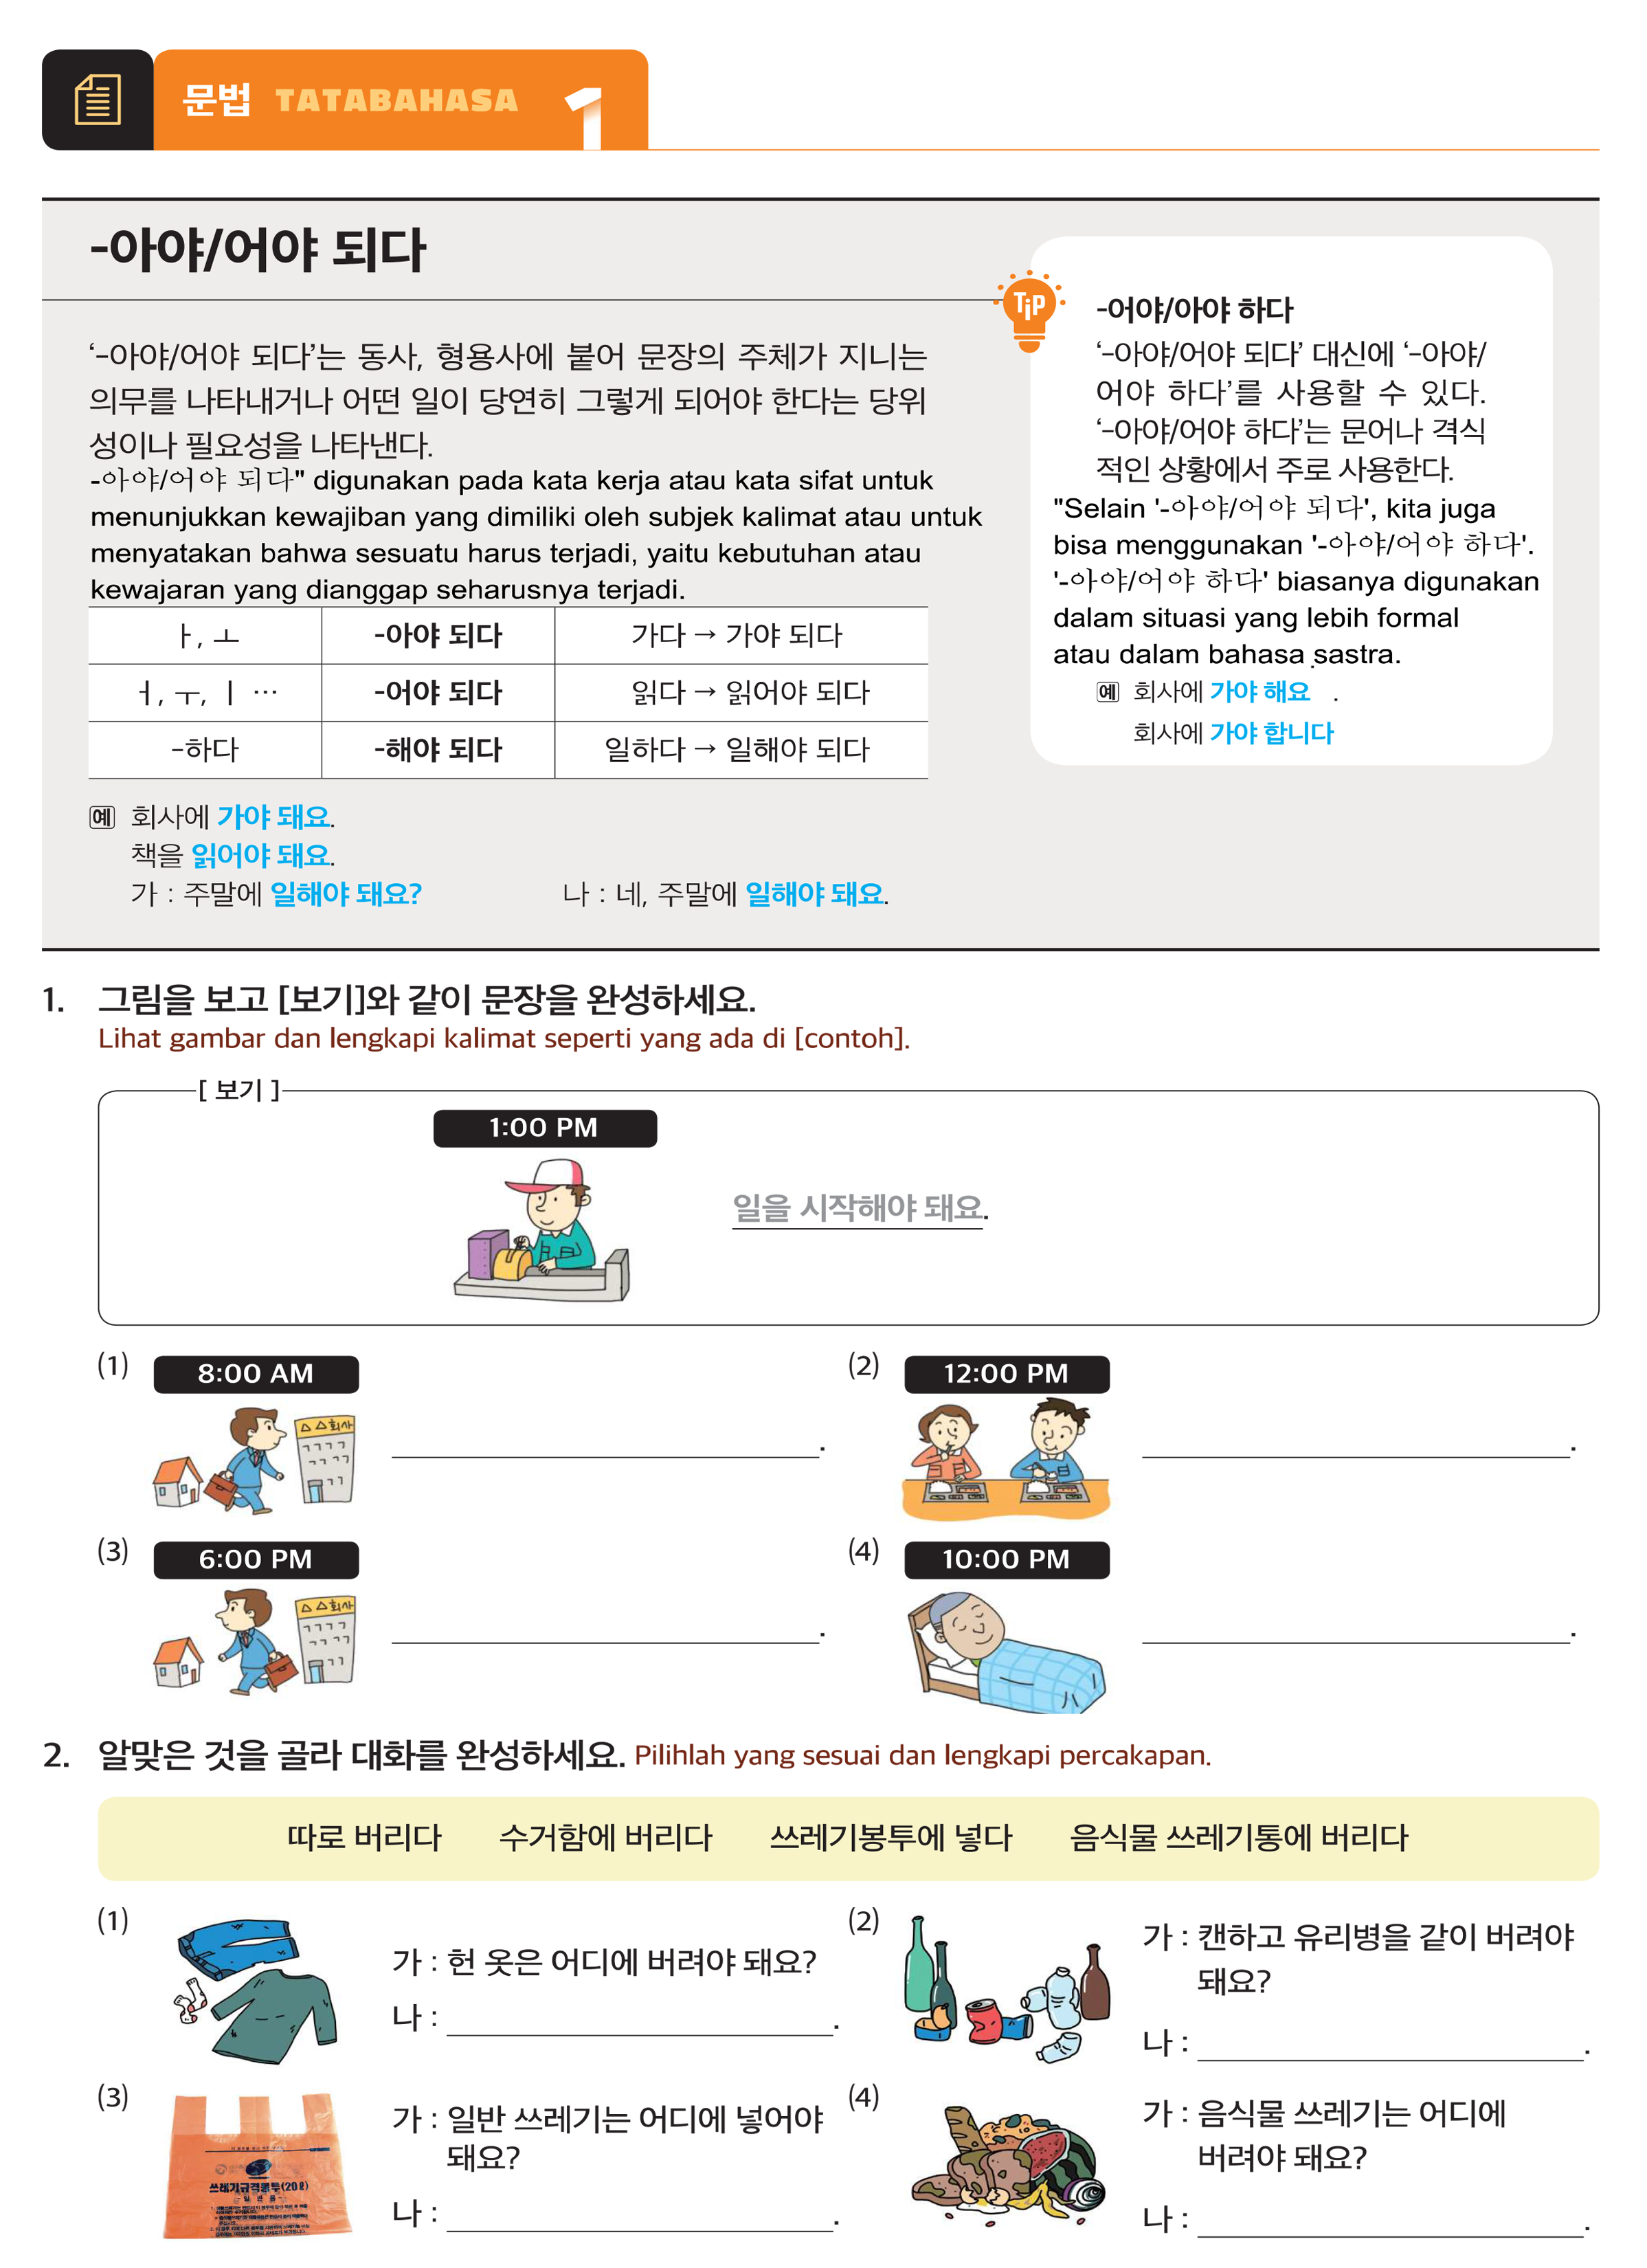 문법 TATABAHASA 1
-아야/어야 되다
‘-아야/어야 되다’는 동사, 형용사에 붙어 문장의 주체가 지니는
의무를 나타내거나 어떤 일이 당연히 그렇게 되어야 한다는 당위
성이나 필요성을 나타낸다.
-아야/어야 되다" digunakan pada kata kerja atau kata sifat untuk
menunjukkan kewajiban yang dimiliki oleh subjek kalimat atau untuk
menyatakan bahwa sesuatu harus terjadi, yaitu kebutuhan atau
kewajaran yang dianggap seharusnya terjadi.
ㅏ, ㅗ -아야 되다 가다 → 가야 되다
ㅓ, ㅜ, ㅣ ⋯ -어야 되다 읽다 → 읽어야 되다
-하다 -해야 되다 일하다 → 일해야 되다
예 회사에 가야 돼요.
책을 읽어야 돼요.
가 : 주말에 일해야 돼요? 나 : 네, 주말에 일해야 돼요.
Tip
-어야/아야 하다
‘-아야/어야 되다’ 대신에 ‘-아야/
어야 하다’를 사용할 수 있다.
‘-아야/어야 하다’는 문어나 격식
적인 상황에서 주로 사용한다.
"Selain '-아야/어야 되다', kita juga
bisa menggunakan '-아야/어야 하다'.
'-아야/어야 하다' biasanya digunakan
dalam situasi yang lebih formal
atau dalam bahasa sastra.
예 회사에 가야 해요 .
회사에 가야 합니다
1. 그림을 보고 [보기]와 같이 문장을 완성하세요.
Lihat gambar dan lengkapi kalimat seperti yang ada di [contoh].
[ 보기 ]
1:00 PM
일을 시작해야 돼요.
(1) 8:00 AM
△△회사
(2) 12:00 PM
(3) 6:00 PM
△△회사
(4) 10:00 PM
2. 알맞은 것을 골라 대화를 완성하세요. Pilihlah yang sesuai dan lengkapi percakapan.
따로 버리다 수거함에 버리다 쓰레기봉투에 넣다 음식물 쓰레기통에 버리다
(1)
가 : 헌 옷은 어디에 버려야 돼요?
나 : .
(2)
가 : 캔하고 유리병을 같이 버려야
돼요?
나 : .
(3)
쓰레기규격봉투(20ℓ)
가 : 일반 쓰레기는 어디에 넣어야
돼요?
나 : .
(4)
가 : 음식물 쓰레기는 어디에
버려야 돼요?
나 : .